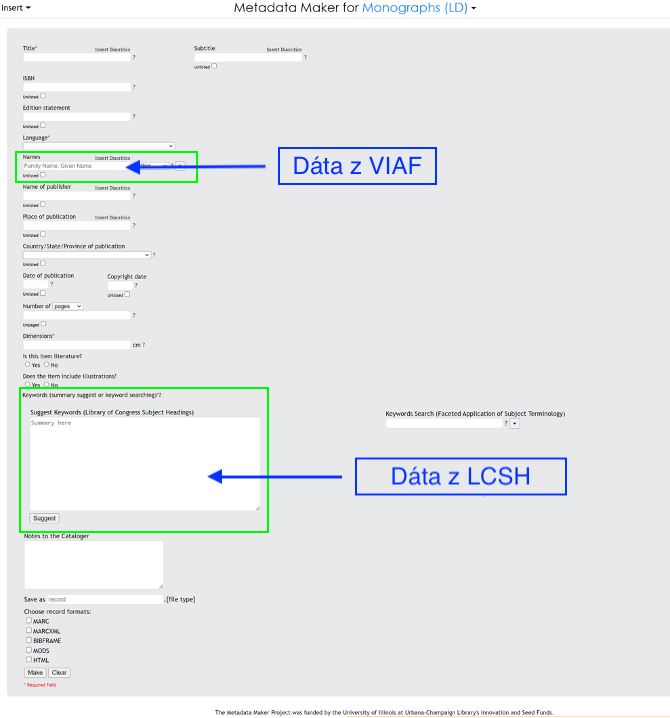 Insert
Metadata Maker for Monographs (LD)
Title* Insert Diacritics Subtitle Insert Diacritics
? ?
Unlisted
ISBN
?
Unlisted
Edition statement
?
Unlisted
Language*
Names Insert Diacritics
Family Name, Given Name ? +
Unlisted
Dáta z VIAF
Name of publisher Insert Diacritics
?
Unlisted
Place of publication Insert Diacritics
?
Unlisted
Country/State/Province of publication
?
Unlisted
Date of publication Copyright date
? ?
Unlisted Unlisted
Number of pages
?
Unpaged
Dimensions*
cm ?
Is this item literature?
Yes No
Does the item include illustrations?
Yes No
Keywords (summary suggest or keyword searching)*?
Suggest Keywords (Library of Congress Subject Headings) Keywords Search (Faceted Application of Subject Terminology)
Summary here ? +
Dáta z LCSH
Suggest
Notes to the Cataloger
Save as record .[file type]
Choose record formats:
MARC
MARCXML
BIBFRAME
MODS
HTML
Make Clear
* Required field
The Metadata Maker Project was funded by the University of Illinois at Urbana-Champaign Library's Innovation and Seed Funds.